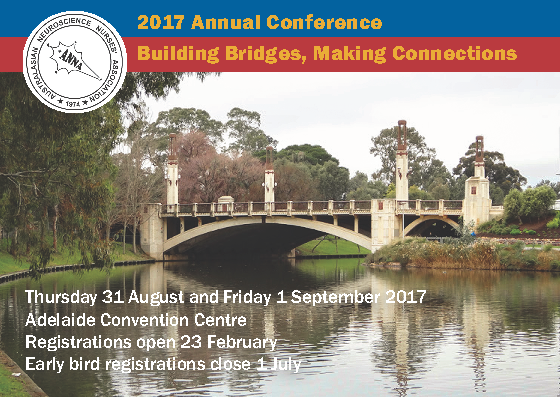 2017 Annual Conference
Building Bridges, Making Connections
AUSTRALASIAN NEUROSCIENCE NURSES' ASSOCIATION
ANNA
★ 1974 ★
Thursday 31 August and Friday 1 September 2017
Adelaide Convention Centre
Registrations open 23 February
Early bird registrations close 1 July